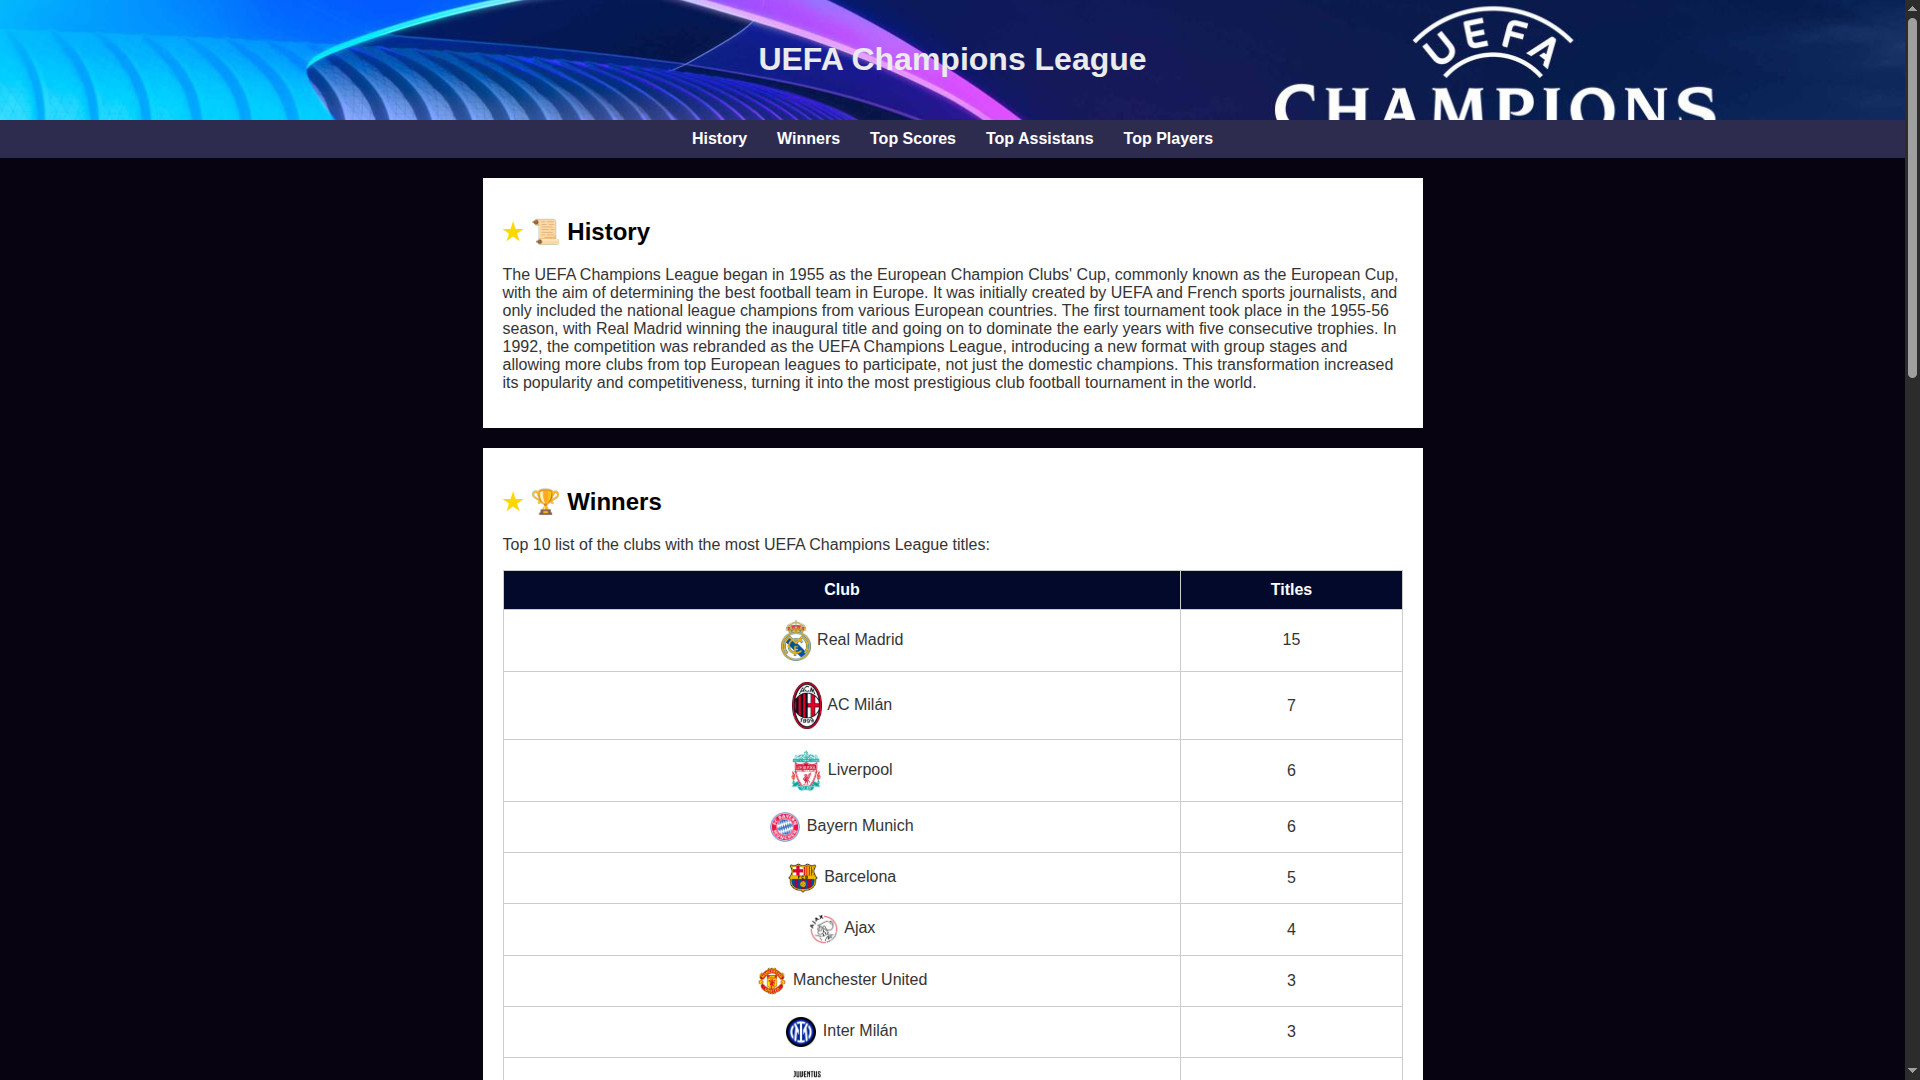 UEFA
CHAMPIONS
UEFA Champions League
History Winners Top Scores Top Assistans Top Players
★ 📜 History
The UEFA Champions League began in 1955 as the European Champion Clubs' Cup, commonly known as the European Cup,
with the aim of determining the best football team in Europe. It was initially created by UEFA and French sports journalists, and
only included the national league champions from various European countries. The first tournament took place in the 1955-56
season, with Real Madrid winning the inaugural title and going on to dominate the early years with five consecutive trophies. In
1992, the competition was rebranded as the UEFA Champions League, introducing a new format with group stages and
allowing more clubs from top European leagues to participate, not just the domestic champions. This transformation increased
its popularity and competitiveness, turning it into the most prestigious club football tournament in the world.
★ 🏆 Winners
Top 10 list of the clubs with the most UEFA Champions League titles:
Club Titles
Real Madrid 15
AC Milán 7
Liverpool 6
Bayern Munich 6
Barcelona 5
AJAX Ajax 4
Manchester United 3
Inter Milán 3
JUVENTUS